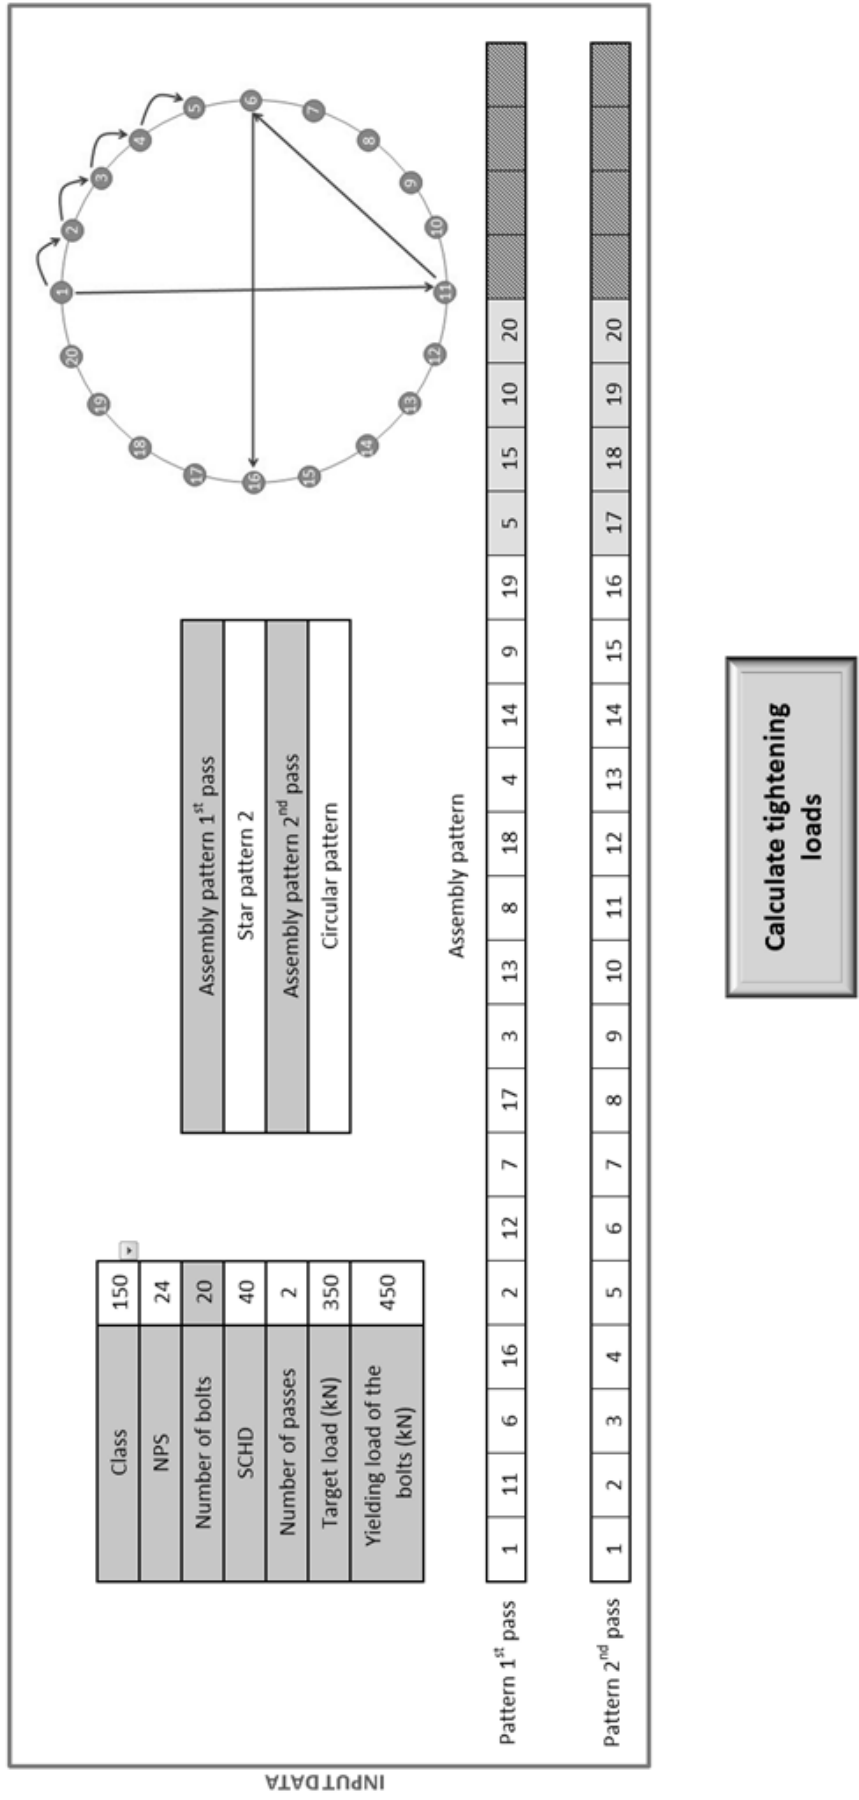 INPUT DATA
Class 150
NPS 24
Number of bolts 20
SCHD 40
Number of passes 2
Target load (kN) 350
Yielding load of the
bolts (kN) 450
Assembly pattern 1st pass
Star pattern 2
Assembly pattern 2nd pass
Circular pattern
1
2
3
4
5
6
7
8
9
10
11
12
13
14
15
16
17
18
19
20
Assembly pattern
Pattern 1st pass 1 11 6 16 2 12 7 17 3 13 8 18 4 14 9 19 5 15 10 20
Pattern 2nd pass 1 2 3 4 5 6 7 8 9 10 11 12 13 14 15 16 17 18 19 20
Calculate tightening
loads